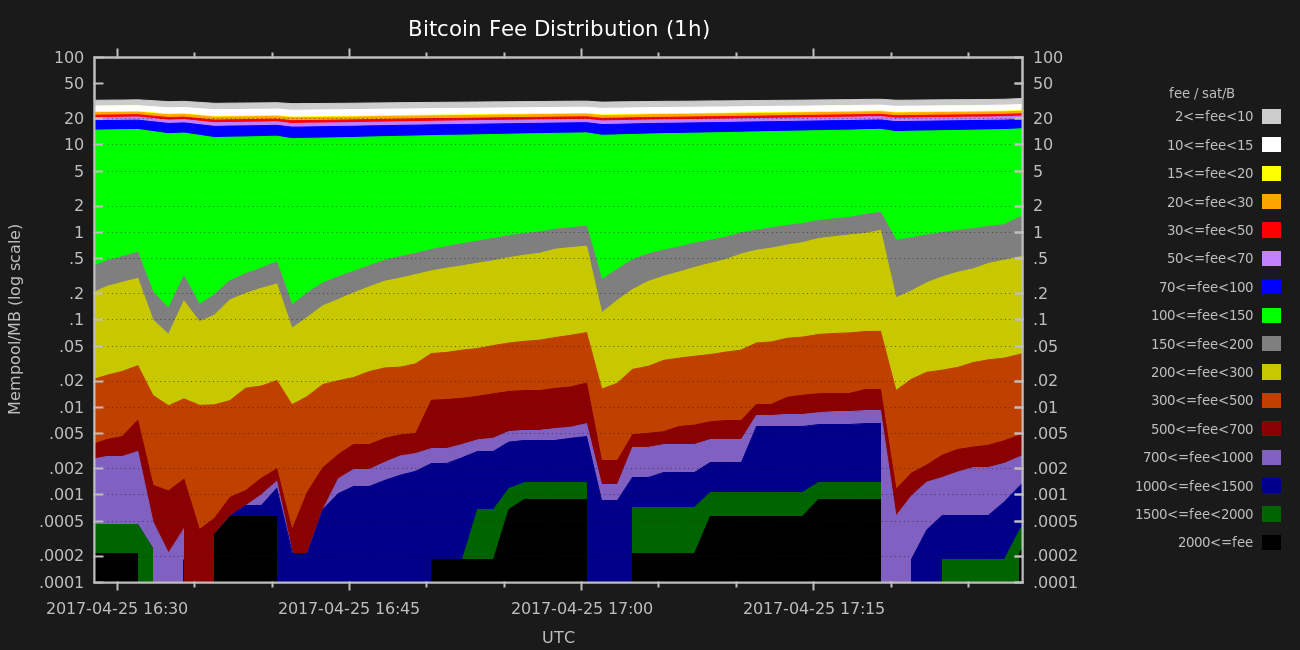 Bitcoin Fee Distribution (1h)
Mempool/MB (log scale)
100
50
20
10
5
2
1
.5
.2
.1
.05
.02
.01
.005
.002
.001
.0005
.0002
.0001
100
50
20
10
5
2
1
.5
.2
.1
.05
.02
.01
.005
.002
.001
.0005
.0002
.0001
2017-04-25 16:30 2017-04-25 16:45 2017-04-25 17:00 2017-04-25 17:15
UTC
fee / sat/B
2<=fee<10
10<=fee<15
15<=fee<20
20<=fee<30
30<=fee<50
50<=fee<70
70<=fee<100
100<=fee<150
150<=fee<200
200<=fee<300
300<=fee<500
500<=fee<700
700<=fee<1000
1000<=fee<1500
1500<=fee<2000
2000<=fee